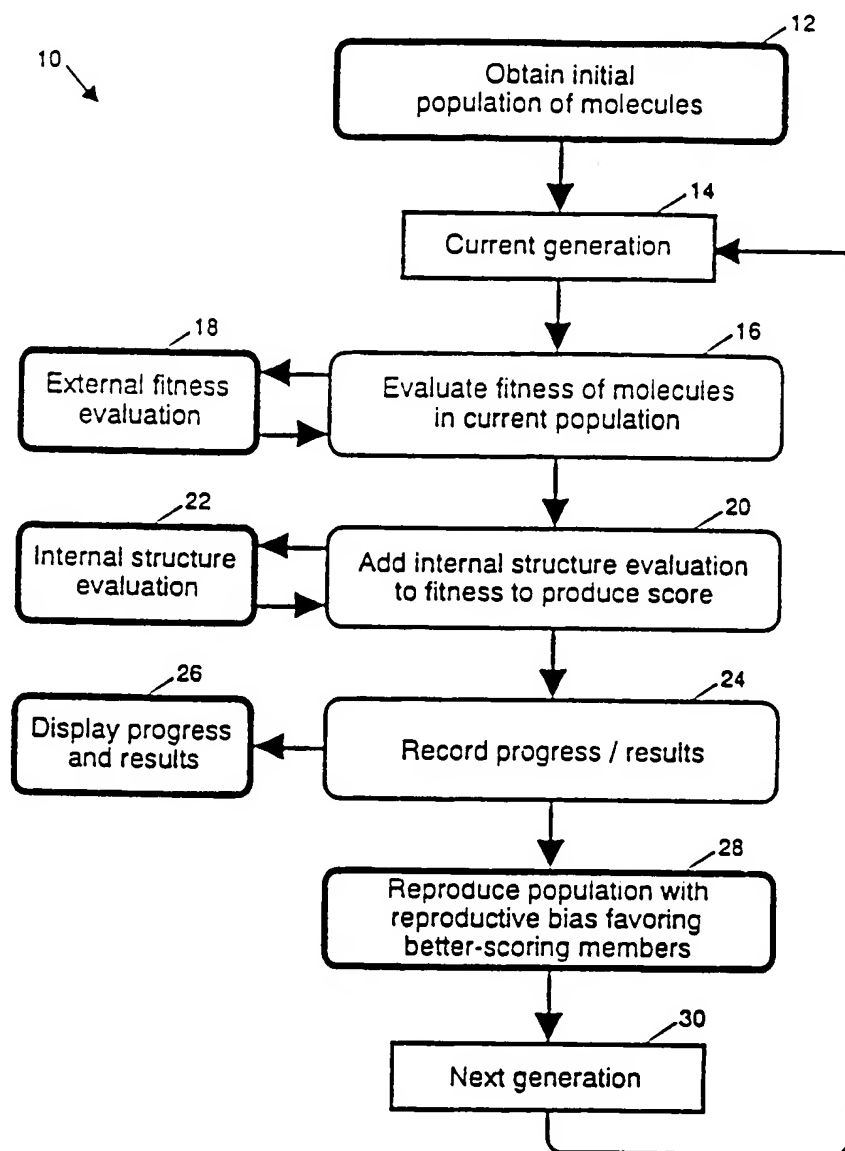 12
10
Obtain initial
population of molecules
14
Current generation
18
16
External fitness
evaluation
Evaluate fitness of molecules
in current population
22
20
Internal structure
evaluation
Add internal structure evaluation
to fitness to produce score
26
24
Display progress
and results
Record progress / results
28
Reproduce population with
reproductive bias favoring
better-scoring members
30
Next generation